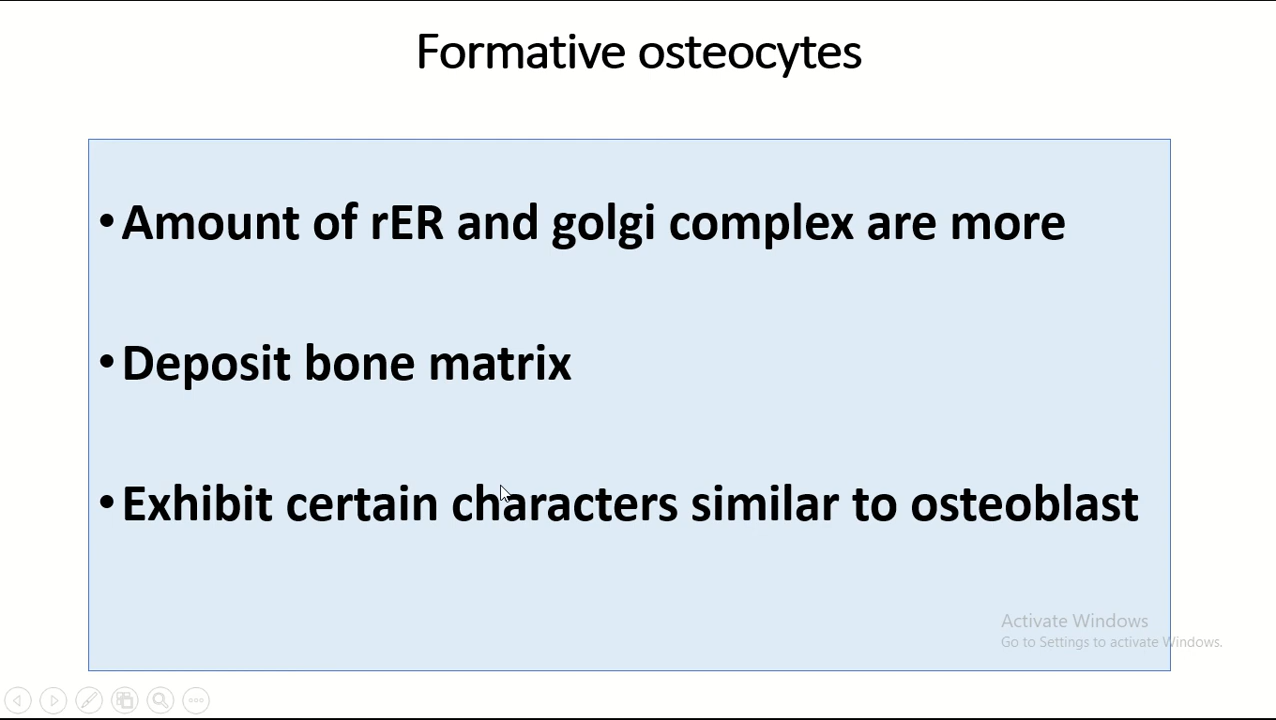 Formative osteocytes
•Amount of rER and golgi complex are more
•Deposit bone matrix
•Exhibit certain characters similar to osteoblast
Activate Windows
Go to Settings to activate Windows.